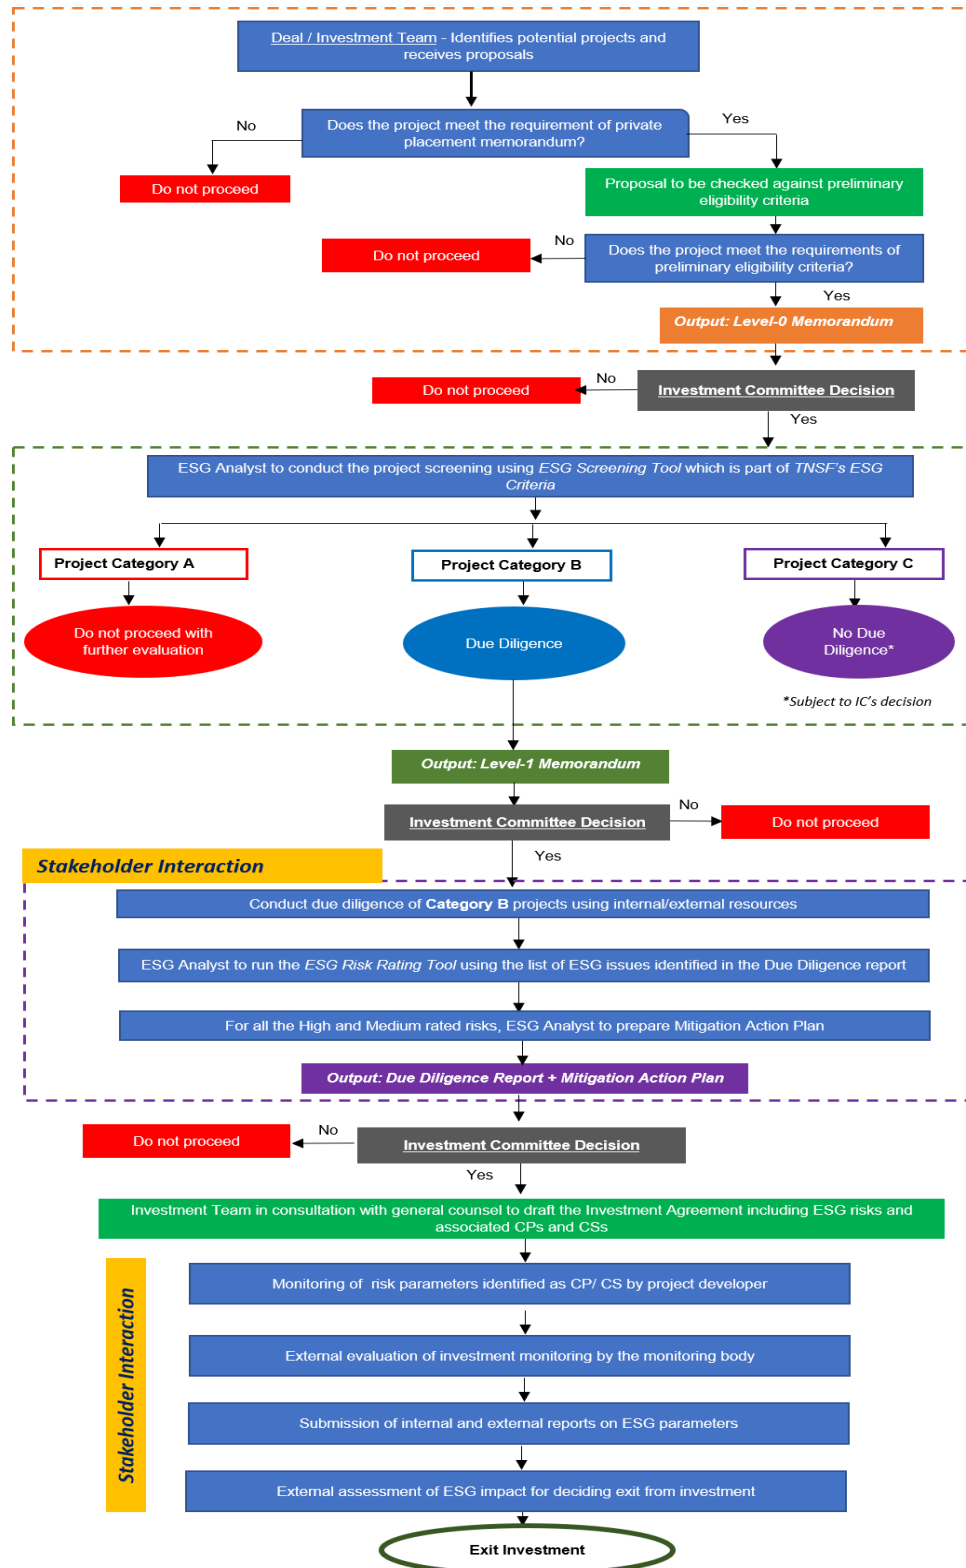 Deal / Investment Team - Identifies potential projects and
receives proposals
No
Does the project meet the requirement of private
placement memorandum?
Yes
Do not proceed
Proposal to be checked against preliminary
eligibility criteria
Do not proceed
No
Does the project meet the requirements of
preliminary eligibility criteria?
Yes
Output: Level-0 Memorandum
Do not proceed
No
Investment Committee Decision
Yes
ESG Analyst to conduct the project screening using ESG Screening Tool which is part of TNSF's ESG
Criteria
Project Category A
Project Category B
Project Category C
Do not proceed with
further evaluation
Due Diligence
No Due
Diligence*
*Subject to IC's decision
Output: Level-1 Memorandum
Investment Committee Decision
No
Do not proceed
Yes
Stakeholder Interaction
Conduct due diligence of Category B projects using internal/external resources
ESG Analyst to run the ESG Risk Rating Tool using the list of ESG issues identified in the Due Diligence report
For all the High and Medium rated risks, ESG Analyst to prepare Mitigation Action Plan
Output: Due Diligence Report + Mitigation Action Plan
Do not proceed
No
Investment Committee Decision
Yes
Investment Team in consultation with general counsel to draft the Investment Agreement including ESG risks and
associated CPs and CSs
Stakeholder Interaction
Monitoring of risk parameters identified as CP/ CS by project developer
External evaluation of investment monitoring by the monitoring body
Submission of internal and external reports on ESG parameters
External assessment of ESG impact for deciding exit from investment
Exit Investment